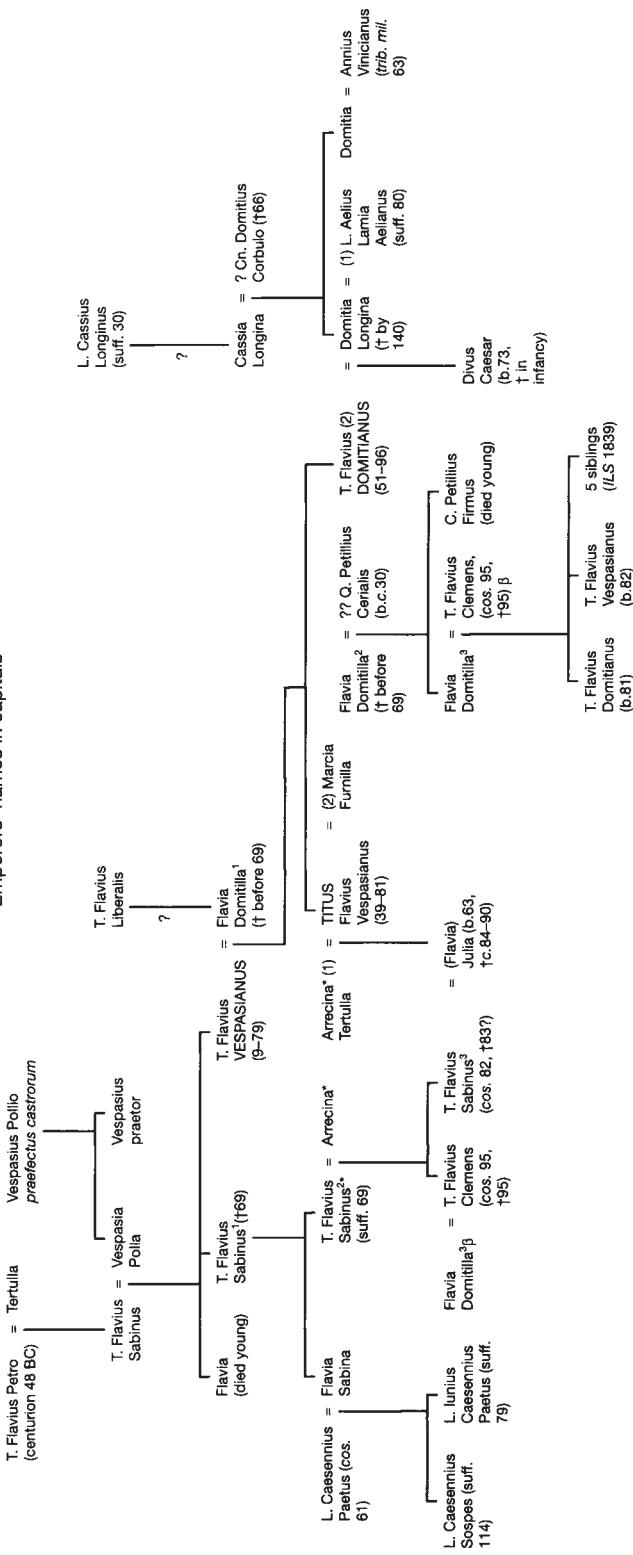 Emperors' names in capitals
T. Flavius Petro
(centurion 48 BC)
=
Tertulla
Vespasius Pollio
praefectus castrorum
T. Flavius
Sabinus
=
Vespasia
Polla
Vespasius
praetor
T. Flavius
Liberalis
?
L. Cassius
Longinus
(suff. 30)
?
Flavia
(died young)
T. Flavius
Sabinus¹ (†69)
T. Flavius
VESPASIANUS
(9–79)
=
Flavia
Domitilla¹
(† before 69)
Cassia
Longina
=
? Cn. Domitius
Corbulo (†66)
L. Caesennius
Paetus (cos.
61)
=
Flavia
Sabina
T. Flavius
Sabinus²*
(suff. 69)
=
Arrecina*
Arrecina* (1)
Tertulla
=
TITUS
Flavius
Vespasianus
(39–81)
=
(2) Marcia
Furnilla
Flavia
Domitilla²
(† before
69)
=
?? Q. Petillius
Cerialis
(b.c.30)
T. Flavius (2)
DOMITIANUS
(51–96)
=
Domitia
Longina
(† by
140)
=
(1) L. Aelius
Lamia
Aelianus
(suff. 80)
Domitia
=
Annius
Vinicianus
(trib. mil.
63)
L. Caesennius
Sospes (suff.
114)
L. Iunius
Caesennius
Paetus (suff.
79)
Flavia
Domitilla³β
=
T. Flavius
Clemens
(cos. 95,
†95)
T. Flavius
Sabinus³
(cos. 82, †83?)
=
(Flavia)
Julia (b.63,
†c.84–90)
Flavia
Domitilla³
=
T. Flavius
Clemens,
(cos. 95,
†95) β
C. Petillius
Firmus
(died young)
Divus
Caesar
(b.73,
† in
infancy)
T. Flavius
Domitianus
(b.81)
T. Flavius
Vespasianus
(b.82)
5 siblings
(ILS 1839)